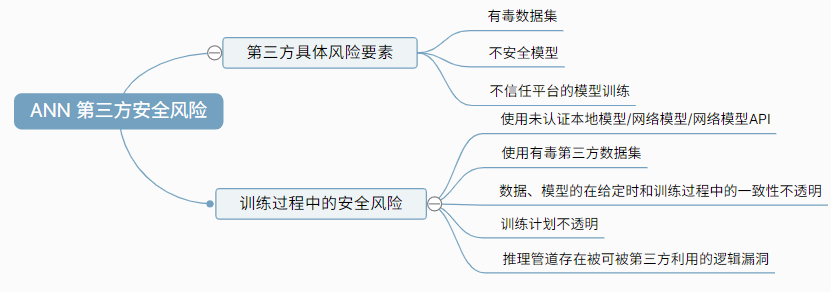 ANN 第三方安全风险
第三方具体风险要素
有毒数据集
不安全模型
不信任平台的模型训练
训练过程中的安全风险
使用未认证本地模型/网络模型/网络模型API
使用有毒第三方数据集
数据、模型的在给定时和训练过程中的一致性不透明
训练计划不透明
推理管道存在被可被第三方利用的逻辑漏洞